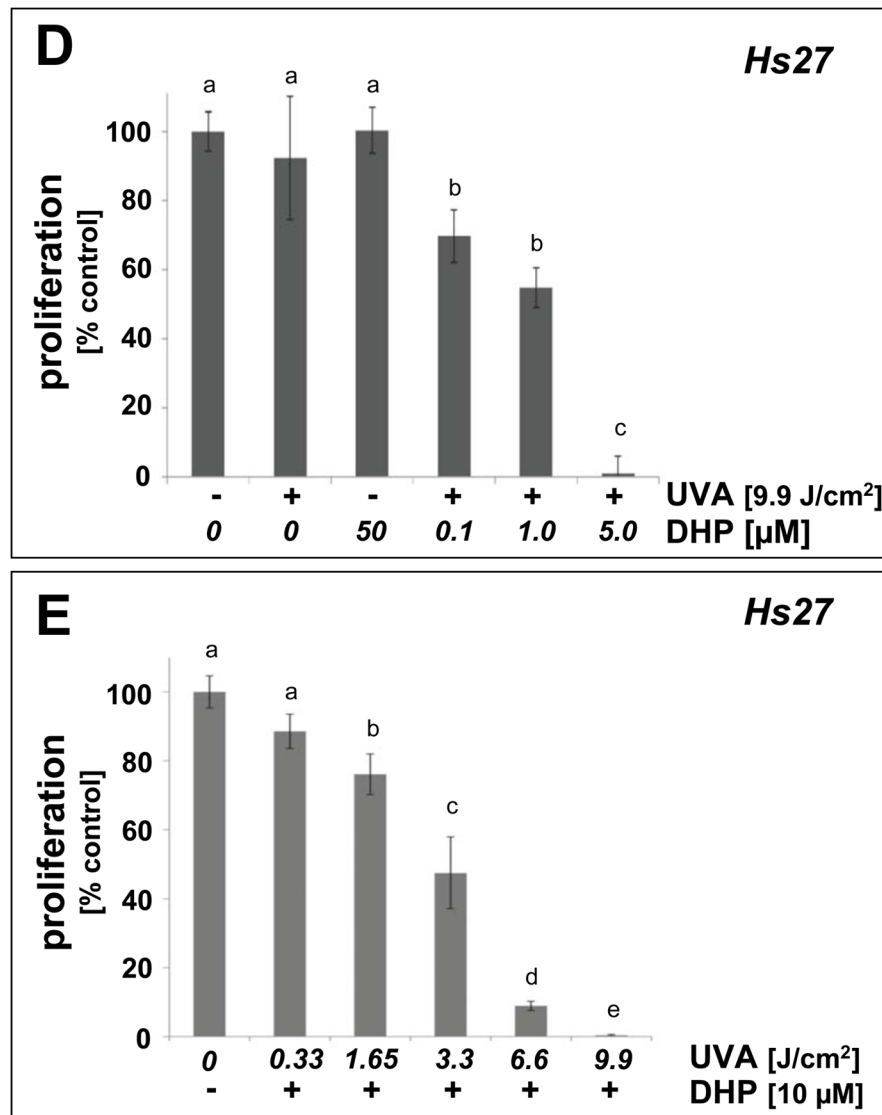 D
Hs27
a a a
b
b
c
proliferation
[% control]
100
80
60
40
20
0
- + - + + + UVA [9.9 J/cm²]
0 0 50 0.1 1.0 5.0 DHP [µM]
E
Hs27
a
a
b
c
d
e
proliferation
[% control]
100
80
60
40
20
0
0 0.33 1.65 3.3 6.6 9.9 UVA [J/cm²]
- + + + + + DHP [10 µM]